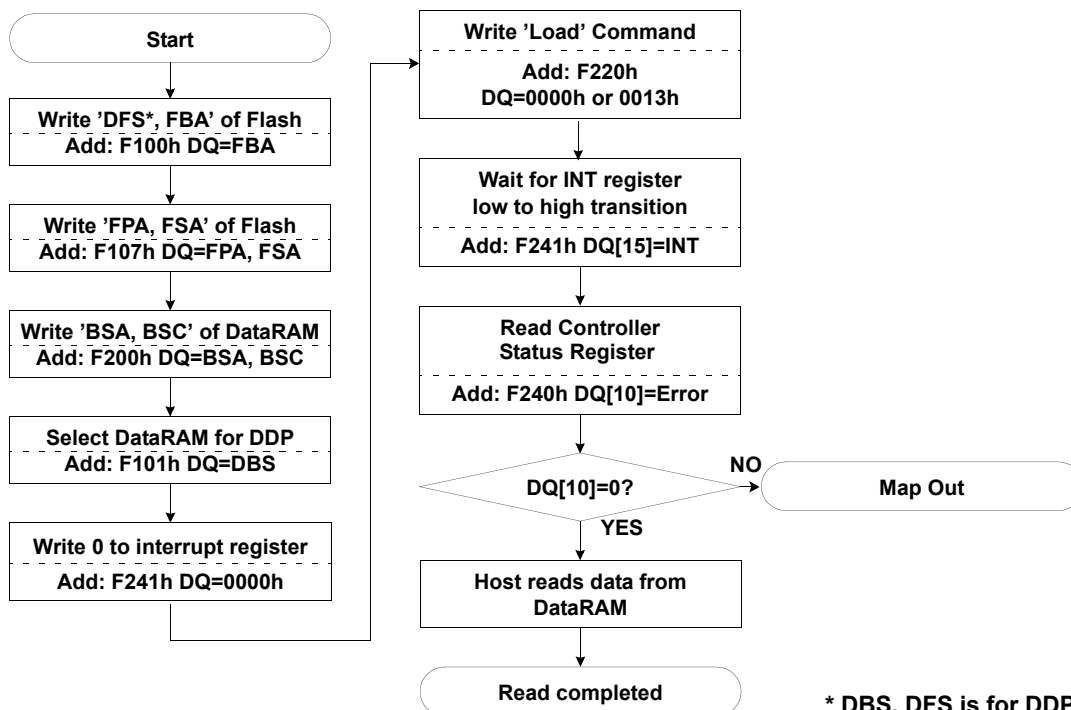 Start
Write ’DFS*, FBA’ of Flash
Add: F100h DQ=FBA
Write ’FPA, FSA’ of Flash
Add: F107h DQ=FPA, FSA
Write ’BSA, BSC’ of DataRAM
Add: F200h DQ=BSA, BSC
Select DataRAM for DDP
Add: F101h DQ=DBS
Write 0 to interrupt register
Add: F241h DQ=0000h
Write ’Load’ Command
Add: F220h
DQ=0000h or 0013h
Wait for INT register
low to high transition
Add: F241h DQ[15]=INT
Read Controller
Status Register
Add: F240h DQ[10]=Error
DQ[10]=0?
NO
Map Out
YES
Host reads data from
DataRAM
Read completed
* DBS, DFS is for DDP